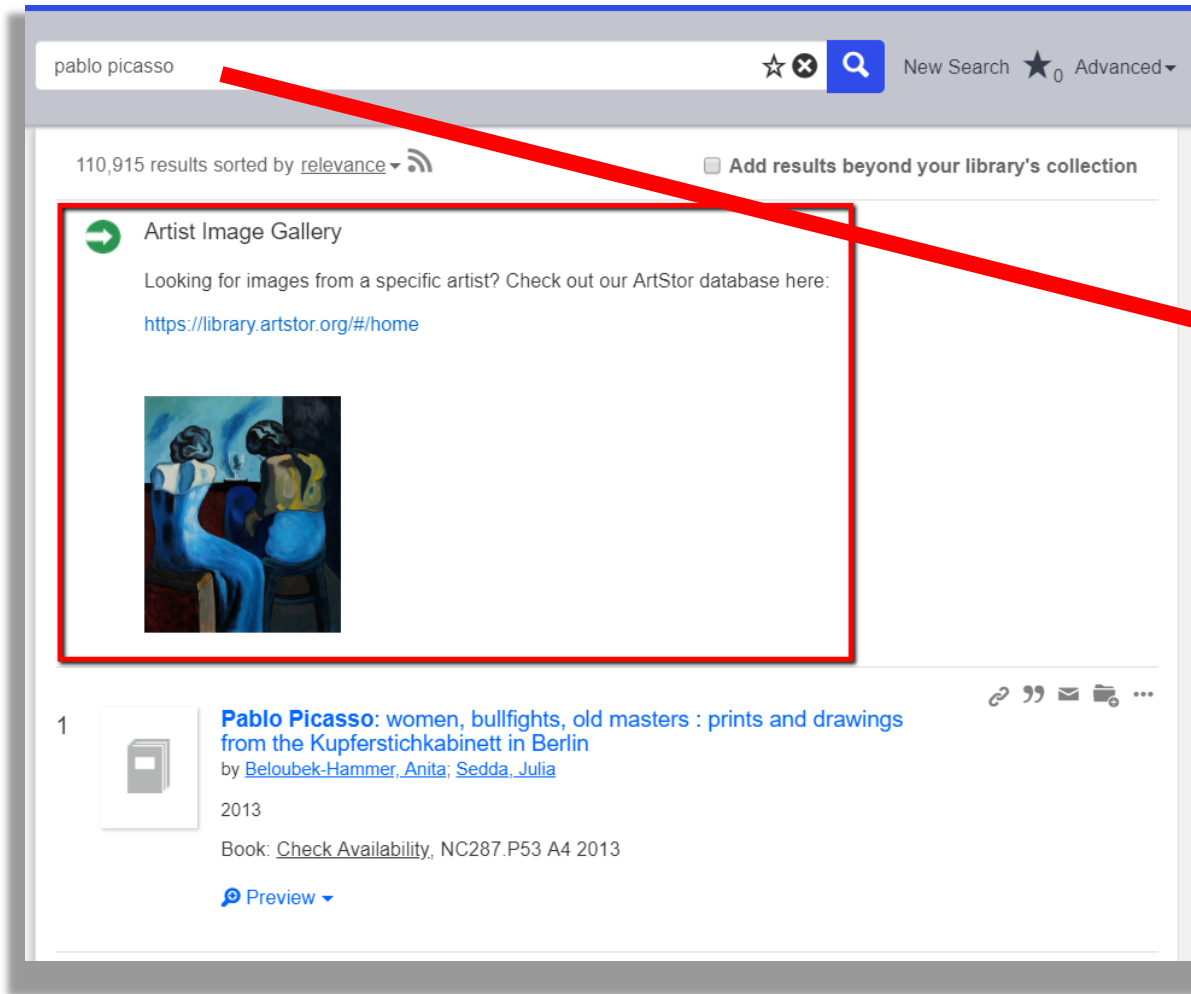 pablo picasso New Search 0 Advanced
110,915 results sorted by relevance Add results beyond your library's collection
Artist Image Gallery
Looking for images from a specific artist? Check out our ArtStor database here:
https://library.artstor.org/#/home
1 Pablo Picasso: women, bullfights, old masters : prints and drawings
from the Kupferstichkabinett in Berlin
by Beloubek-Hammer, Anita; Sedda, Julia
2013
Book: Check Availability, NC287.P53 A4 2013
Preview